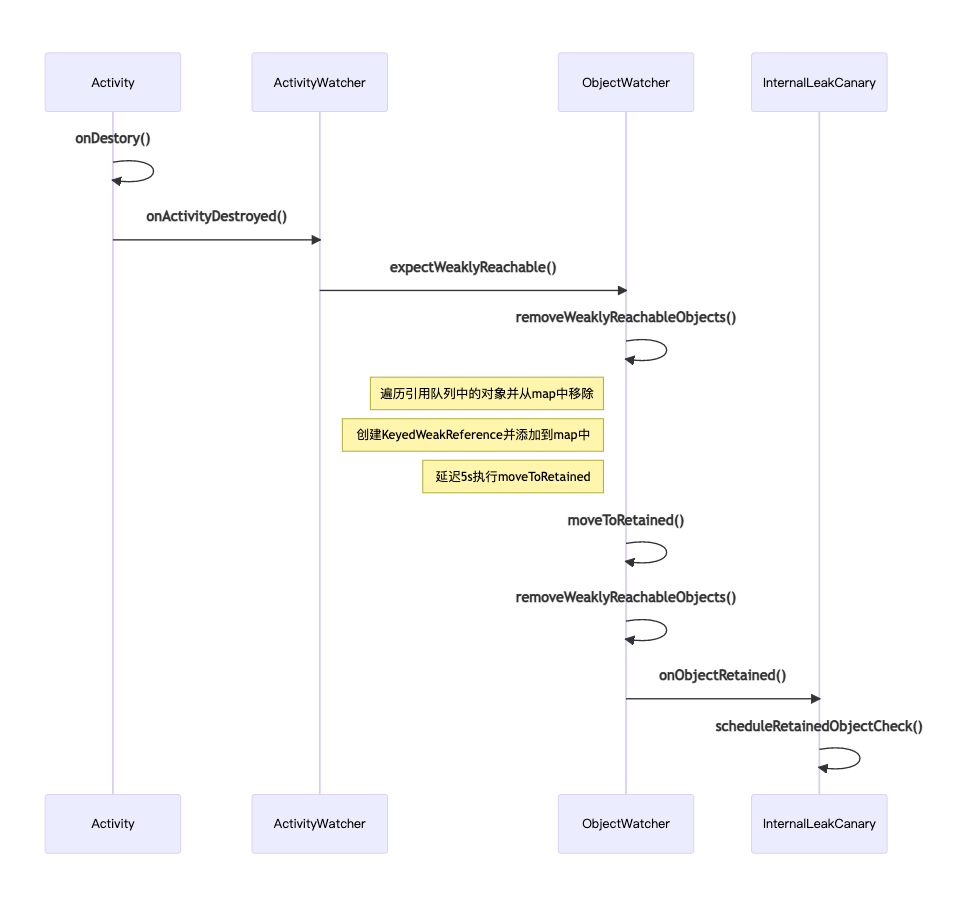 Activity
ActivityWatcher
ObjectWatcher
InternalLeakCanary
onDestory()
onActivityDestroyed()
expectWeaklyReachable()
removeWeaklyReachableObjects()
遍历引用队列中的对象并从map中移除
创建KeyedWeakReference并添加到map中
延迟5s执行moveToRetained
moveToRetained()
removeWeaklyReachableObjects()
onObjectRetained()
scheduleRetainedObjectCheck()
Activity
ActivityWatcher
ObjectWatcher
InternalLeakCanary